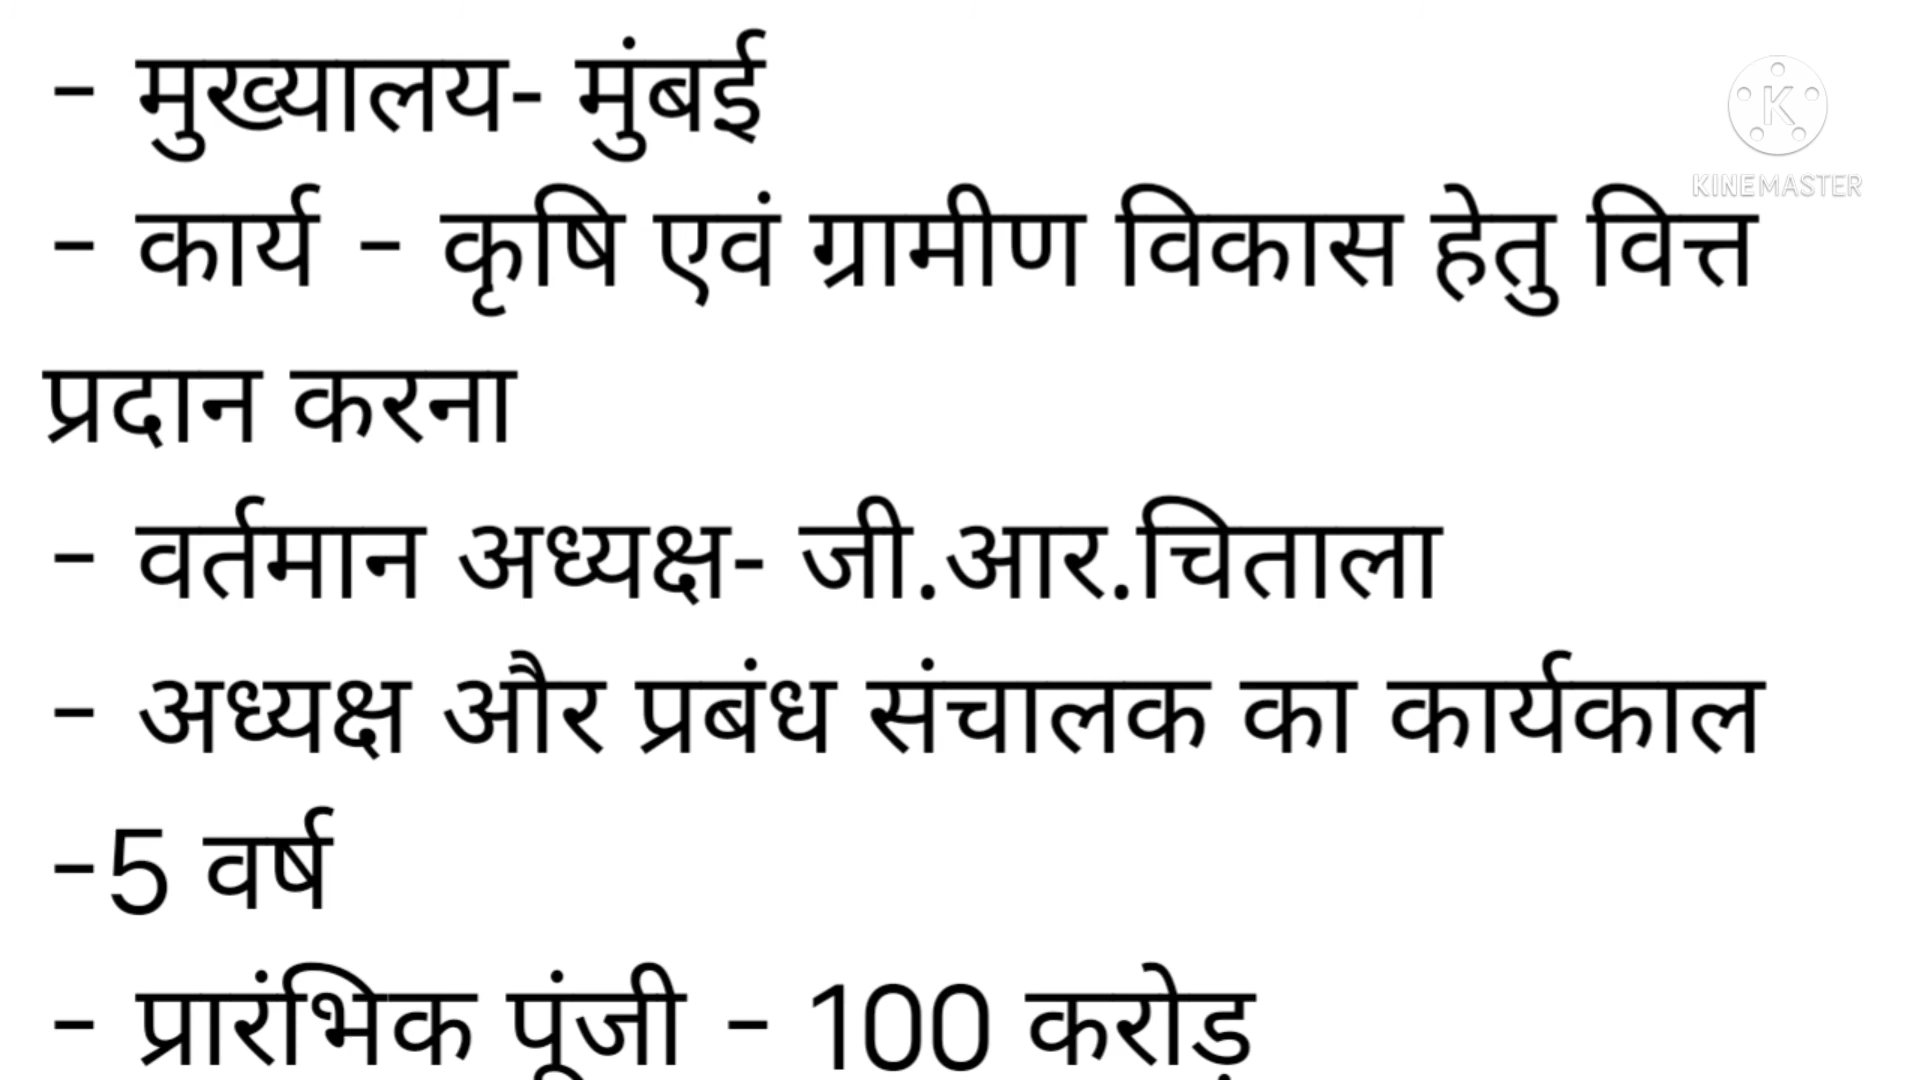 - मुख्यालय- मुंबई
K
KINEMASTER
- कार्य - कृषि एवं ग्रामीण विकास हेतु वित्त
प्रदान करना
- वर्तमान अध्यक्ष- जी.आर.चिताला
- अध्यक्ष और प्रबंध संचालक का कार्यकाल
-5 वर्ष
- प्रारंभिक पूंजी - 100 करोड़